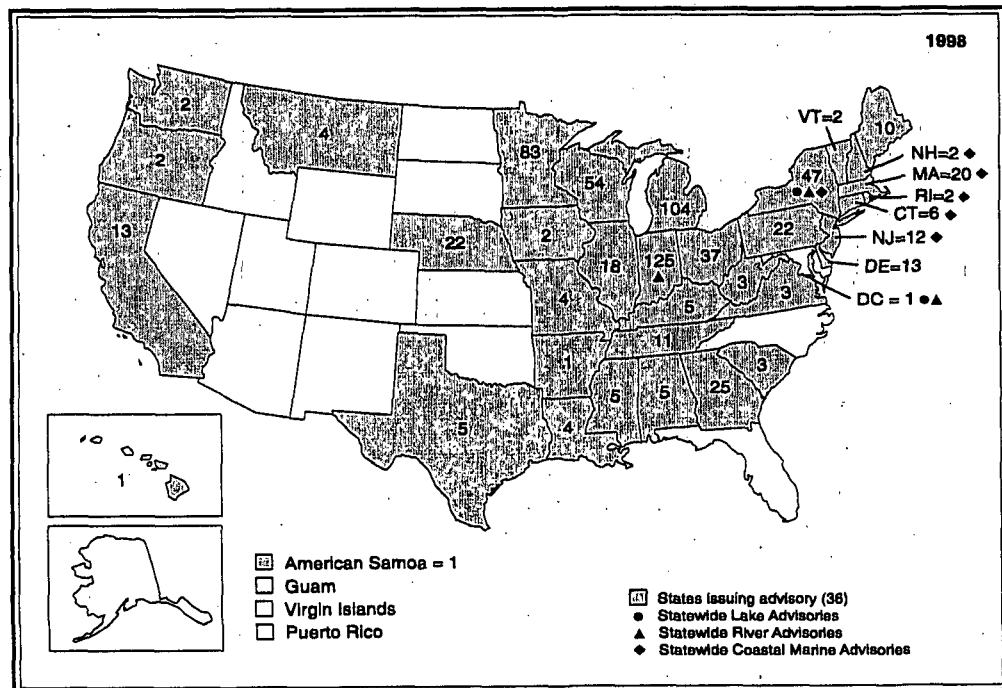 1998
VT=2
10
2
4
NH=2 ◆
83
47
MA=20 ◆
2
●▲◆
RI=2 ◆
54
CT=6 ◆
104
22
NJ=12 ◆
13
22
2
18
125
▲
37
DE=13
3
3
DC = 1 ●▲
4
5
11
1
3
5
5
25
5
4
1
American Samoa = 1
Guam
Virgin Islands
Puerto Rico
States issuing advisory (36)
● Statewide Lake Advisories
▲ Statewide River Advisories
◆ Statewide Coastal Marine Advisories